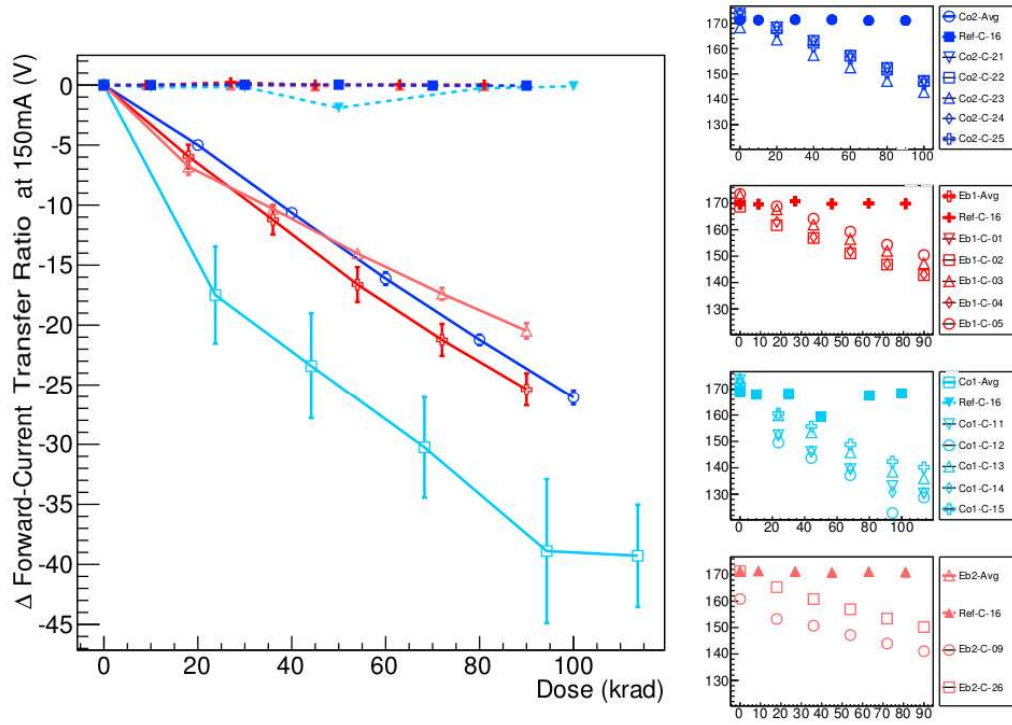 Δ Forward-Current Transfer Ratio at 150mA (V)
0
-5
-10
-15
-20
-25
-30
-35
-40
-45
0 20 40 60 80 100
Dose (krad)
170
160
150
140
130
0 20 40 60 80 100
Co2-Avg
Ref-C-16
Co2-C-21
Co2-C-22
Co2-C-23
Co2-C-24
Co2-C-25
170
160
150
140
130
0 10 20 30 40 50 60 70 80 90
Eb1-Avg
Ref-C-16
Eb1-C-01
Eb1-C-02
Eb1-C-03
Eb1-C-04
Eb1-C-05
170
160
150
140
130
0 20 40 60 80 100
Co1-Avg
Ref-C-16
Co1-C-11
Co1-C-12
Co1-C-13
Co1-C-14
Co1-C-15
170
160
150
140
130
120
0 10 20 30 40 50 60 70 80 90
Eb2-Avg
Ref-C-16
Eb2-C-09
Eb2-C-26